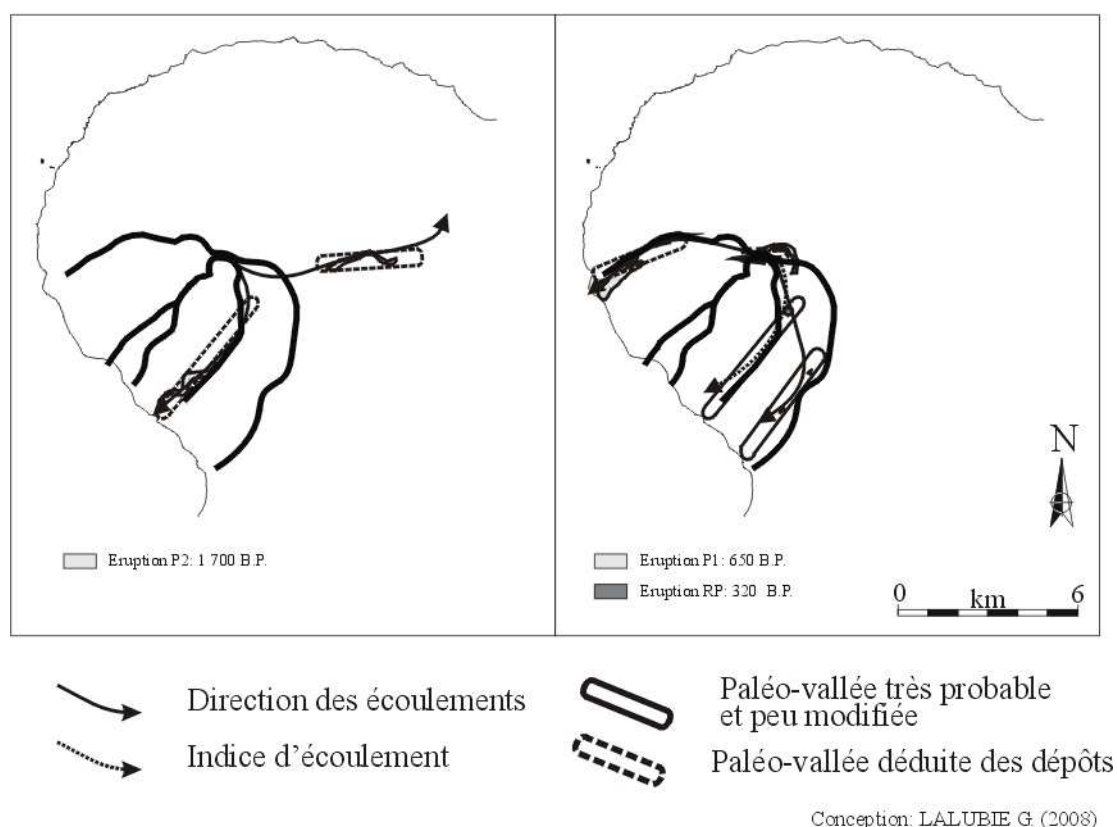 N
Eruption P2: 1 700 B.P.
Eruption P1: 650 B.P.
Eruption RP: 320 B.P.
0 km 6
Direction des écoulements
Indice d'écoulement
Paléo-vallée très probable
et peu modifiée
Paléo-vallée déduite des dépôts
Conception: LALUBIE G. (2008)